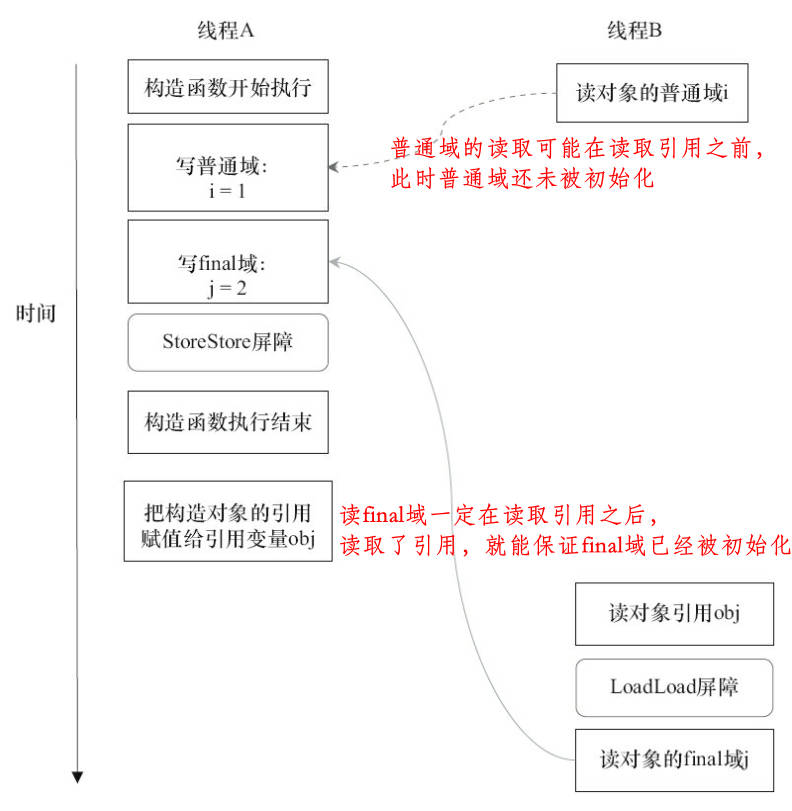 线程A
线程B
构造函数开始执行
读对象的普通域i
普通域的读取可能在读取引用之前，
此时普通域还未被初始化
写普通域：
i = 1
写final域：
j = 2
时间
StoreStore屏障
构造函数执行结束
把构造对象的引用
赋值给引用变量obj
读final域一定在读取引用之后，
读取了引用，就能保证final域已经被初始化
读对象引用obj
LoadLoad屏障
读对象的final域j